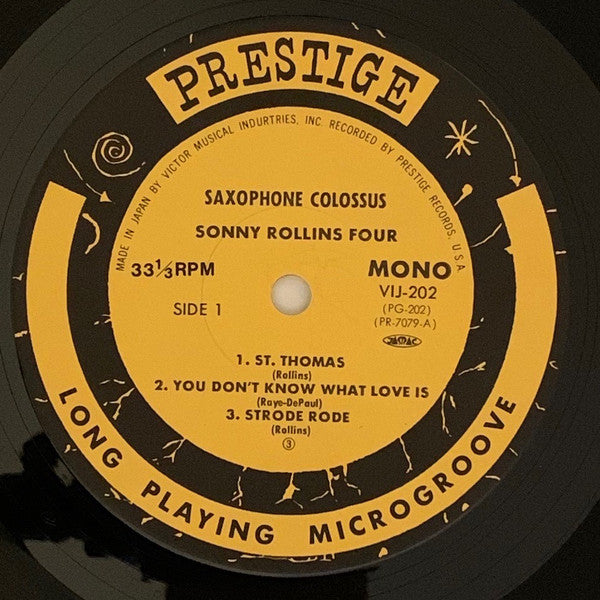 PRESTIGE
MADE IN JAPAN BY VICTOR MUSICAL INDURTRIES, INC. RECORDED BY PRESTIGE RECORDS, U.S.A.
SAXOPHONE COLOSSUS
SONNY ROLLINS FOUR
33 1/3 RPM
MONO
SIDE 1
VIJ-202
(PG-202)
(PR-7079-A)
JASRAC
1. ST. THOMAS
(Rollins)
2. YOU DON'T KNOW WHAT LOVE IS
(Raye-DePaul)
3. STRODE RODE
(Rollins)
③
LONG PLAYING MICROGROOVE